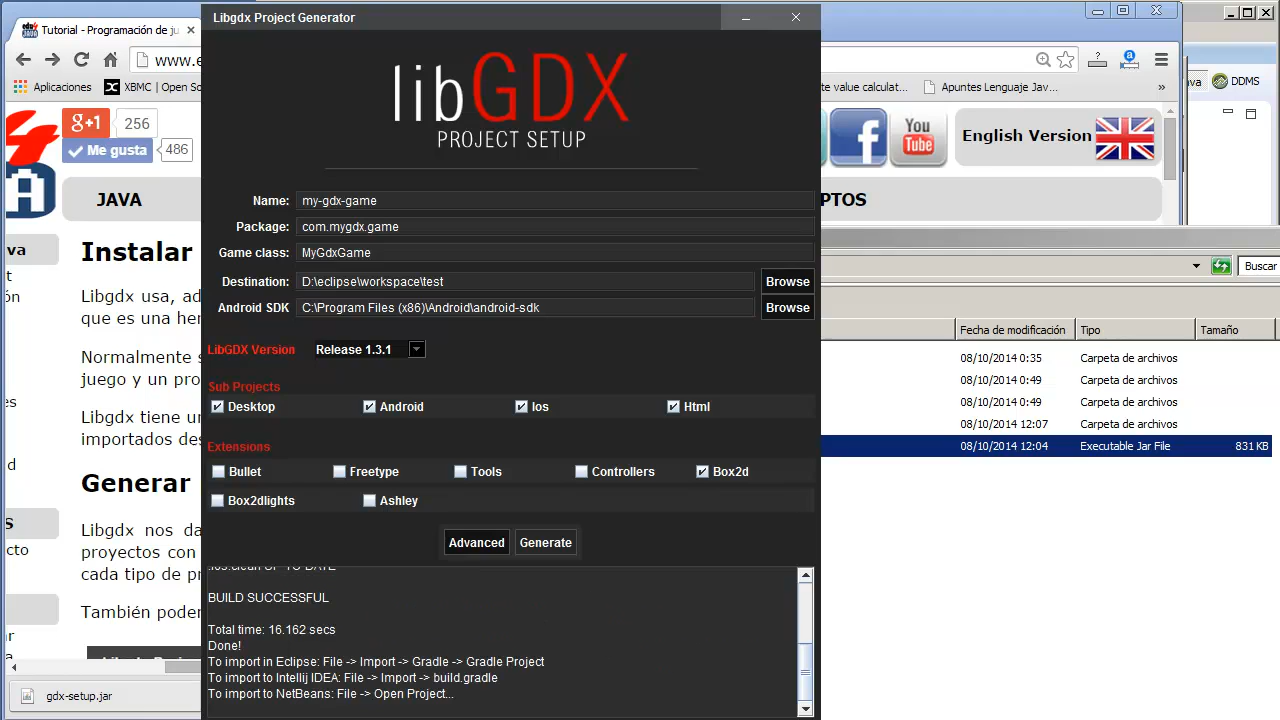 Libgdx Project Generator
libGDX
PROJECT SETUP
Name: my-gdx-game
Package: com.mygdx.game
Game class: MyGdxGame
Destination: D:\eclipse\workspace\test Browse
Android SDK C:\Program Files (x86)\Android\android-sdk Browse
LibGDX Version Release 1.3.1
Sub Projects
Desktop Android Ios Html
Extensions
Bullet Freetype Tools Controllers Box2d
Box2dlights Ashley
Advanced Generate
BUILD SUCCESSFUL
Total time: 16.162 secs
Done!
To import in Eclipse: File -> Import -> Gradle -> Gradle Project
To import to Intellij IDEA: File -> Import -> build.gradle
To import to NetBeans: File -> Open Project...
Tutorial - Programación de ju
www.e
Aplicaciones XBMC | Open So
g+1 256
Me gusta 486
JAVA
va
Instalar
Libgdx usa, ad
que es una her
Normalmente s
juego y un pro
Libgdx tiene u
importados des
Generar
Libgdx nos da
proyectos con
cada tipo de pr
También poder
gdx-setup.jar
te value calculat... Apuntes Lenguaje Jav... »
You
Tube
English Version
PTOS
va DDMS
Buscar
Fecha de modificación Tipo Tamaño
08/10/2014 0:35 Carpeta de archivos
08/10/2014 0:49 Carpeta de archivos
08/10/2014 0:49 Carpeta de archivos
08/10/2014 12:07 Carpeta de archivos
08/10/2014 12:04 Executable Jar File 831 KB